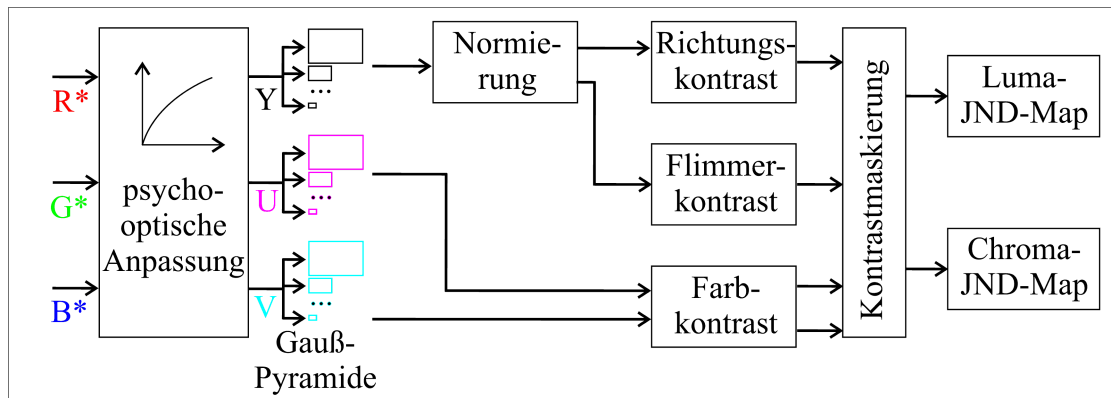 R*
G*
B*
psycho-
optische
Anpassung
Y
...
U
...
V
...
Gauß-
Pyramide
Normie-
rung
Richtungs-
kontrast
Flimmer-
kontrast
Farb-
kontrast
Kontrastmaskierung
Luma-
JND-Map
Chroma-
JND-Map